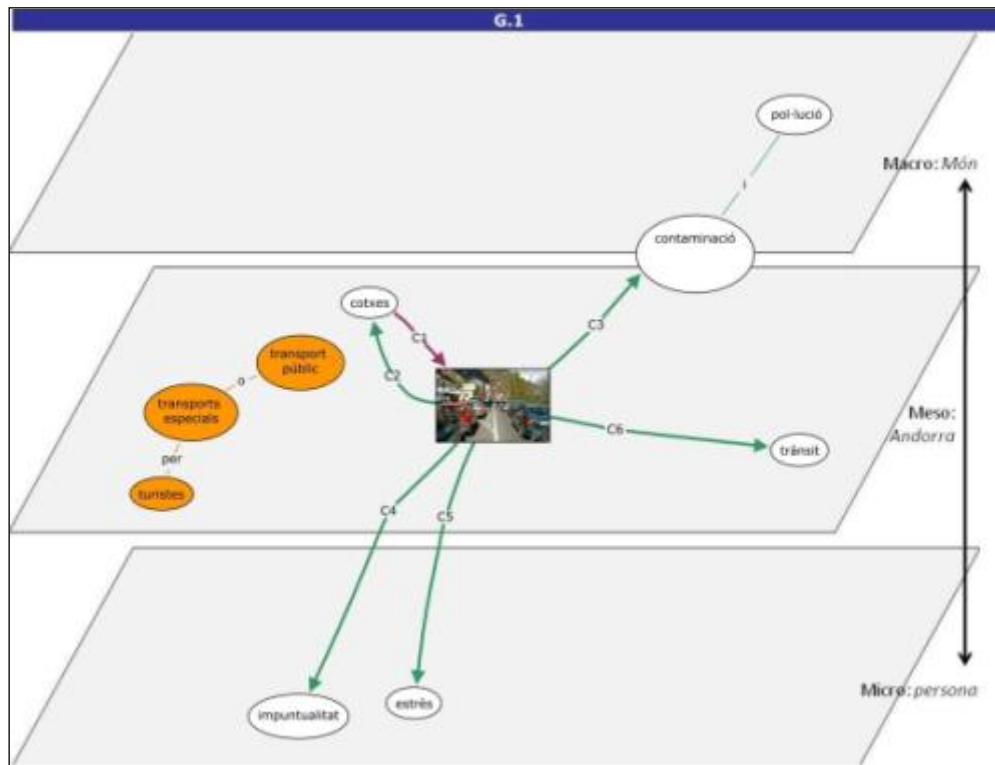 G.1
pol·lució
Macro: Món
i
contaminació
cotxes
C1
C3
transport
públic
o
C2
transports
especials
Meso:
Andorra
C6
trànsit
per
turistes
C4
C5
Micro: persona
estrès
impuntualitat